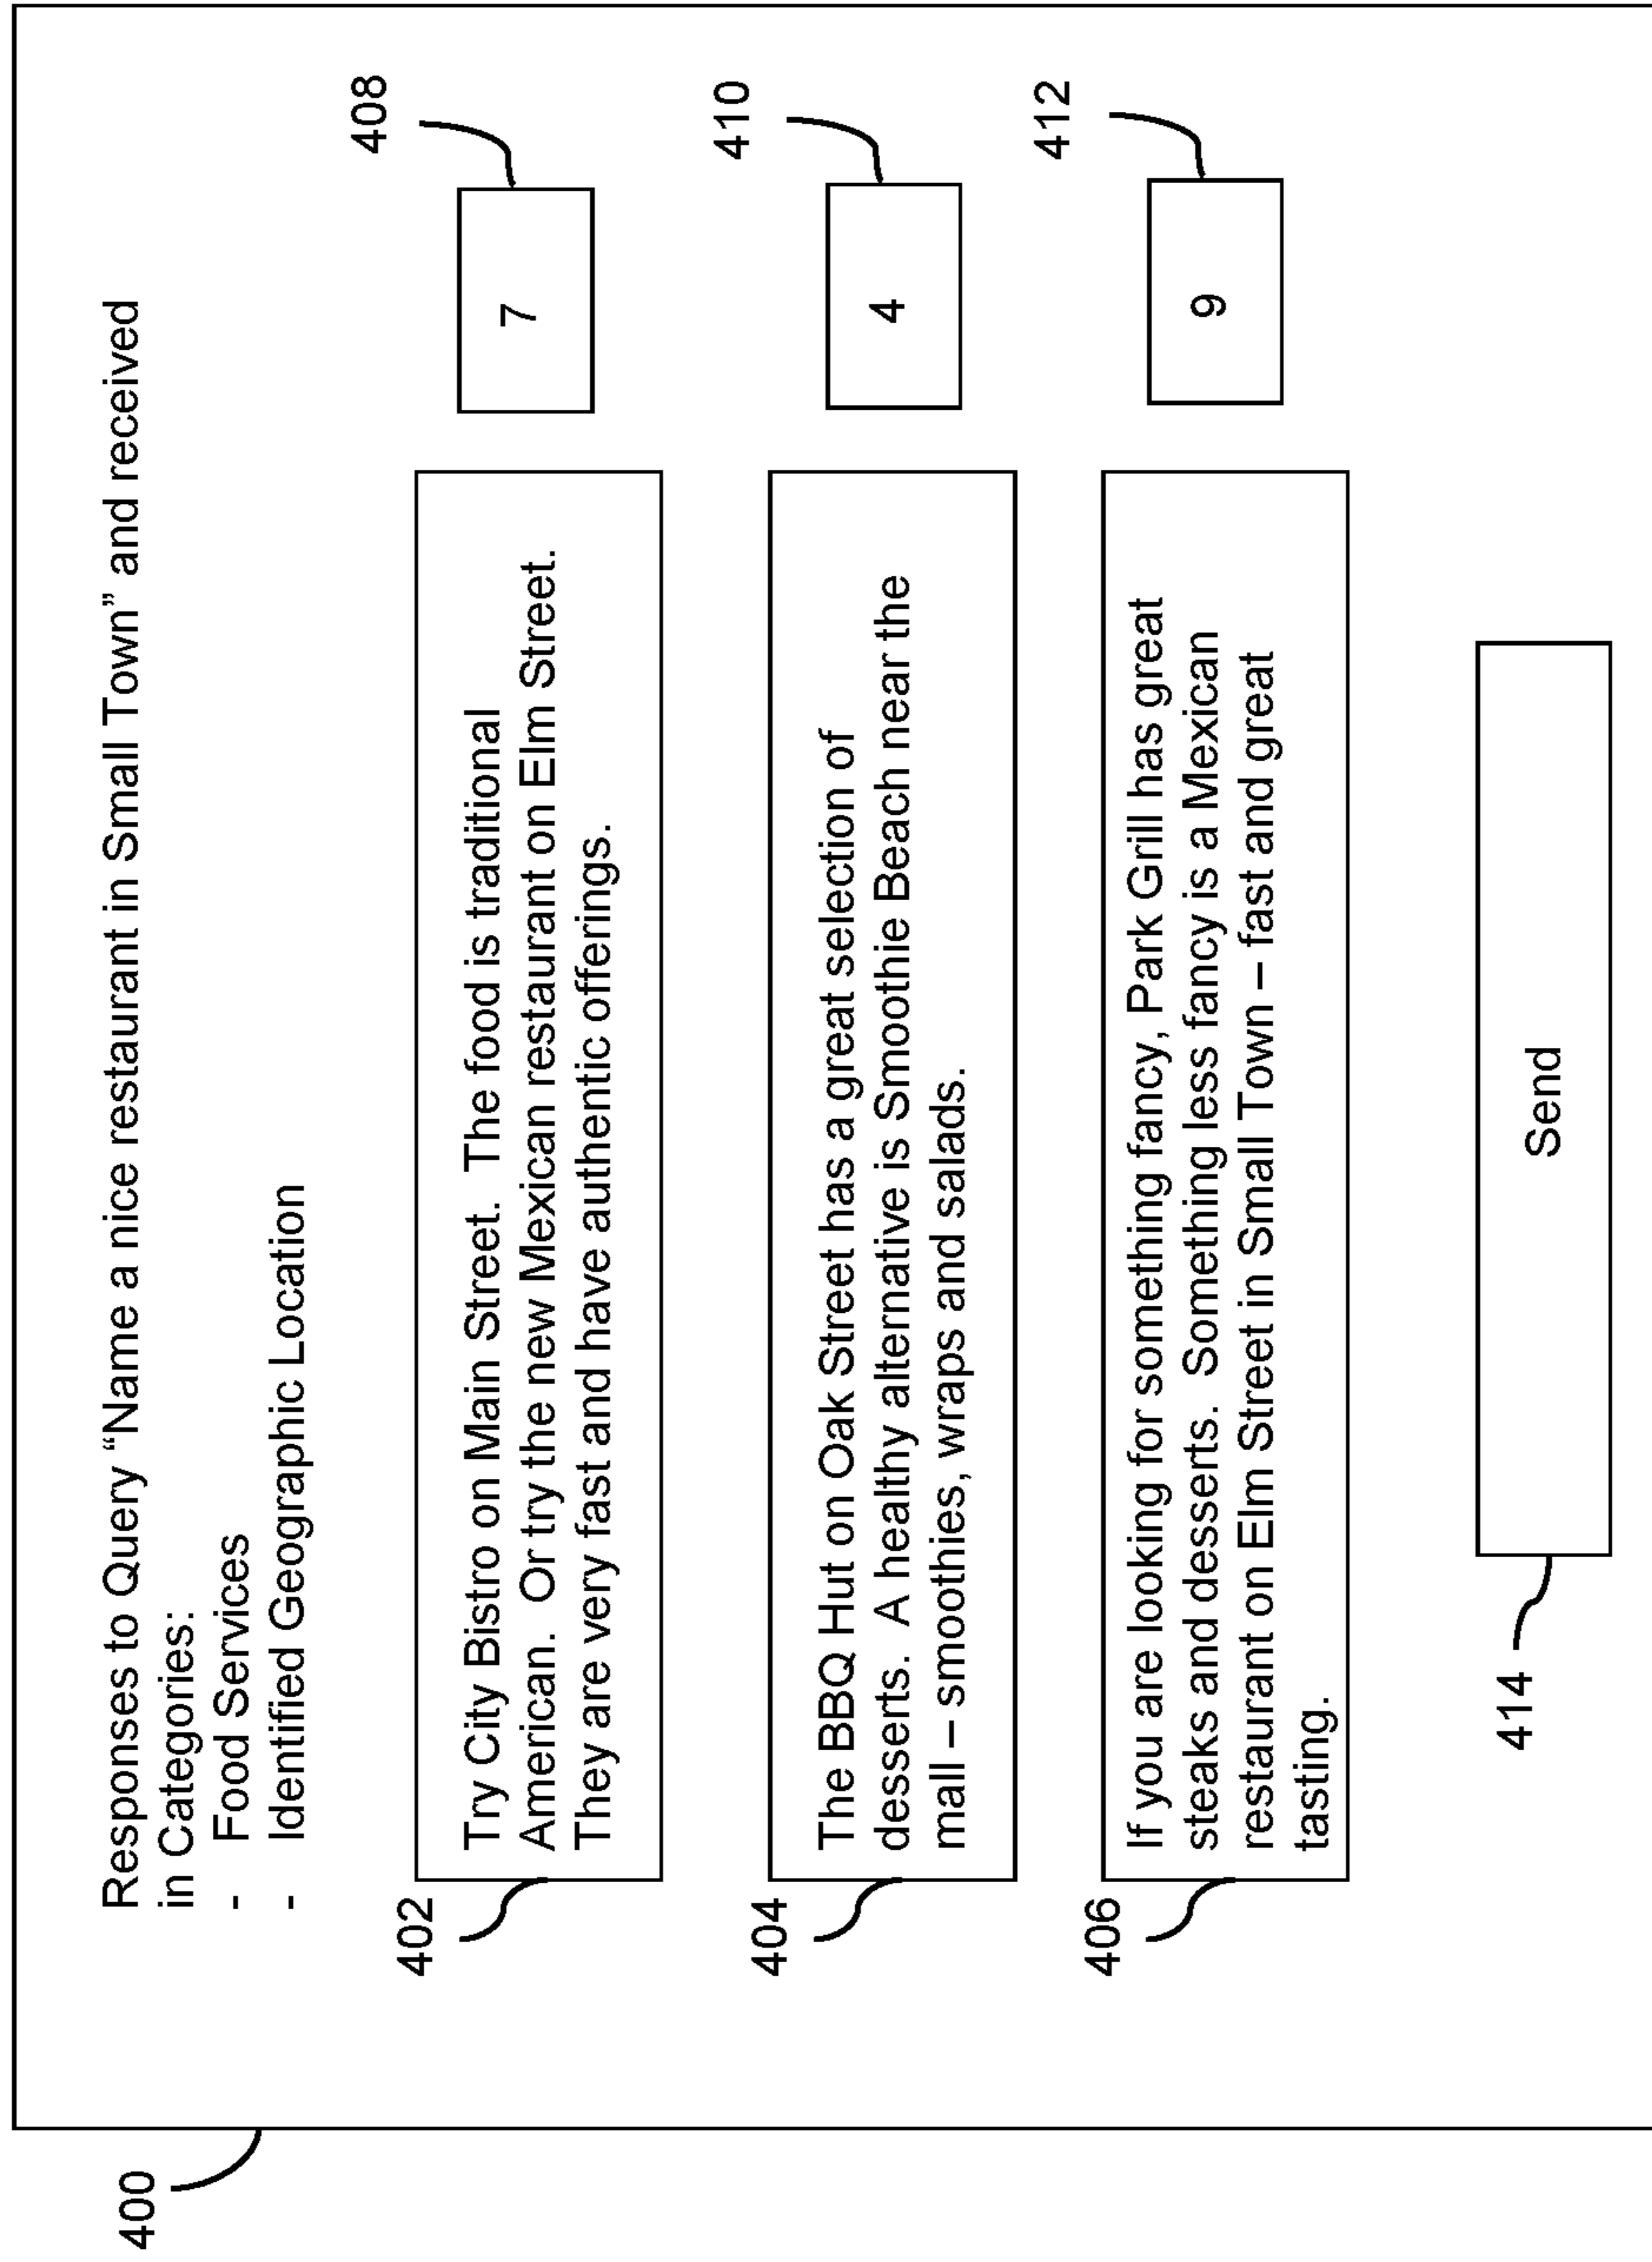 400
Responses to Query “Name a nice restaurant in Small Town” and received
in Categories:
- Food Services
- Identified Geographic Location
402
Try City Bistro on Main Street. The food is traditional
American. Or try the new Mexican restaurant on Elm Street.
They are very fast and have authentic offerings.
7
408
404
The BBQ Hut on Oak Street has a great selection of
desserts. A healthy alternative is Smoothie Beach near the
mall – smoothies, wraps and salads.
4
410
406
If you are looking for something fancy, Park Grill has great
steaks and desserts. Something less fancy is a Mexican
restaurant on Elm Street in Small Town – fast and great
tasting.
9
412
414
Send